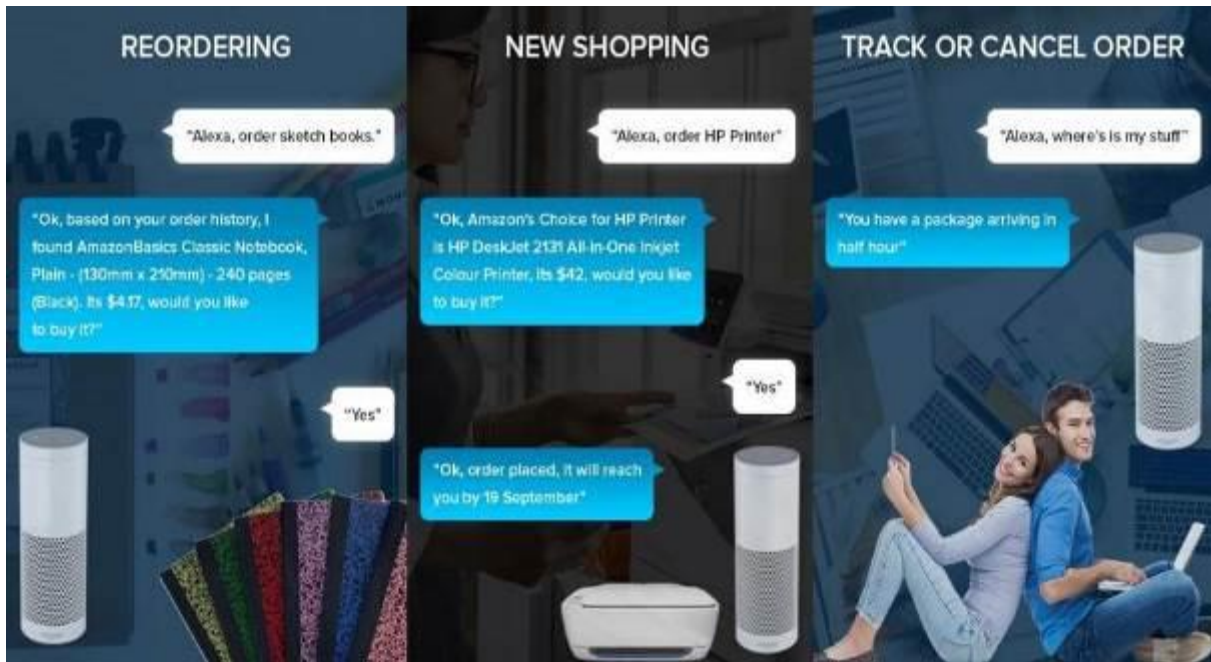 REORDERING
"Alexa, order sketch books."
"Ok, based on your order history, I
found AmazonBasics Classic Notebook,
Plain - (130mm x 210mm) - 240 pages
(Black). Its $4.17, would you like
to buy it?"
"Yes"
NEW SHOPPING
"Alexa, order HP Printer"
"Ok, Amazon's Choice for HP Printer
is HP DeskJet 2131 All-in-One Inkjet
Colour Printer, its $42, would you like
to buy it?"
"Yes"
"Ok, order placed, it will reach
you by 19 September"
TRACK OR CANCEL ORDER
"Alexa, where's is my stuff"
"You have a package arriving in
half hour"